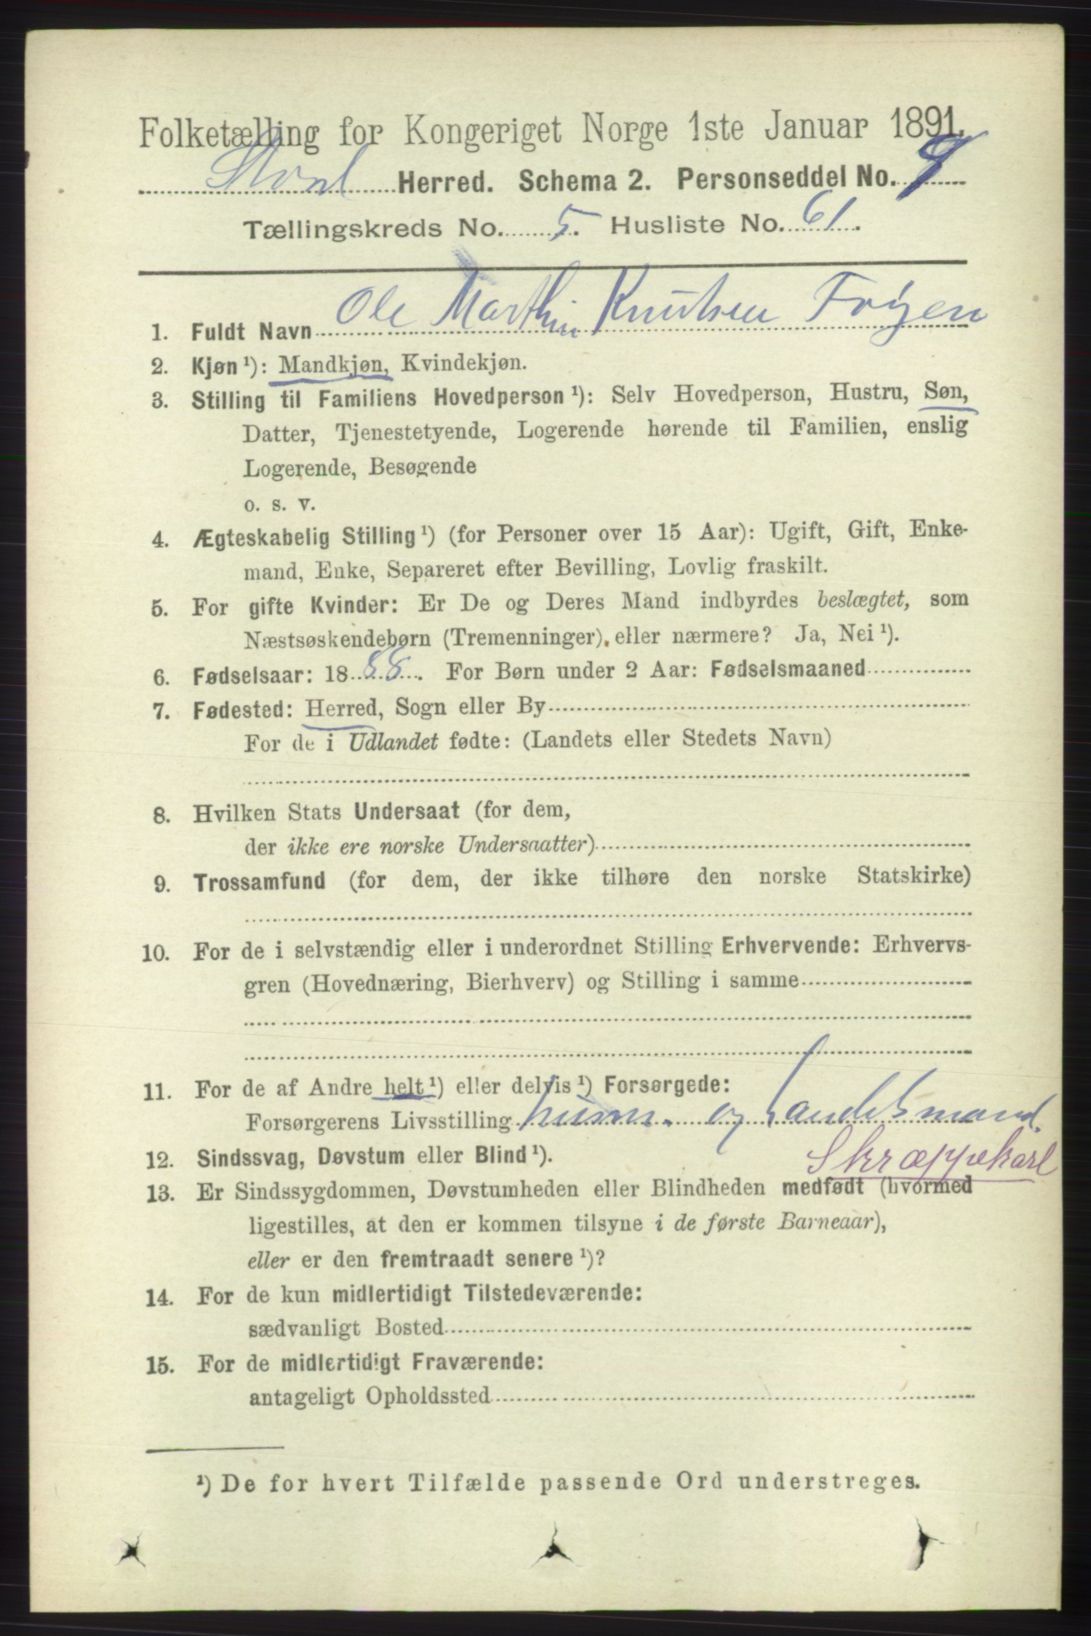 Folketælling for Kongeriget Norge 1ste Januar 1891.
Stord Herred. Schema 2. Personseddel No. 9
Tællingskreds No. 5. Husliste No. 61.
1. Fuldt Navn Ole Marthin Knutsen Frøyen
2. Kjøn ¹): Mandkjøn, Kvindekjøn.
3. Stilling til Familiens Hovedperson ¹): Selv Hovedperson, Hustru, Søn,
Datter, Tjenestetyende, Logerende hørende til Familien, enslig
Logerende, Besøgende
o. s. v.
4. Ægteskabelig Stilling ¹) (for Personer over 15 Aar): Ugift, Gift, Enke-
mand, Enke, Separeret efter Bevilling, Lovlig fraskilt.
5. For gifte Kvinder: Er De og Deres Mand indbyrdes beslægtet, som
Næstsøskendebørn (Tremenninger), eller nærmere? Ja, Nei ¹).
6. Fødselsaar: 1888. For Børn under 2 Aar: Fødselsmaaned
7. Fødested: Herred, Sogn eller By
For de i Udlandet fødte: (Landets eller Stedets Navn)
8. Hvilken Stats Undersaat (for dem,
der ikke ere norske Undersaatter)
9. Trossamfund (for dem, der ikke tilhøre den norske Statskirke)
10. For de i selvstændig eller i underordnet Stilling Erhvervende: Erhvervs-
gren (Hovednæring, Bierhverv) og Stilling i samme
11. For de af Andre helt ¹) eller delvis ¹) Forsørgede:
Forsørgerens Livsstilling husm. og handelsmand.
12. Sindssvag, Døvstum eller Blind ¹). Skræppekarl
13. Er Sindssygdommen, Døvstumheden eller Blindheden medfødt (hvormed
ligestilles, at den er kommen tilsyne i de første Barneaar),
eller er den fremtraadt senere ¹)?
14. For de kun midlertidigt Tilstedeværende:
sædvanligt Bosted
15. For de midlertidigt Fraværende:
antageligt Opholdssted
¹) De for hvert Tilfælde passende Ord understreges.